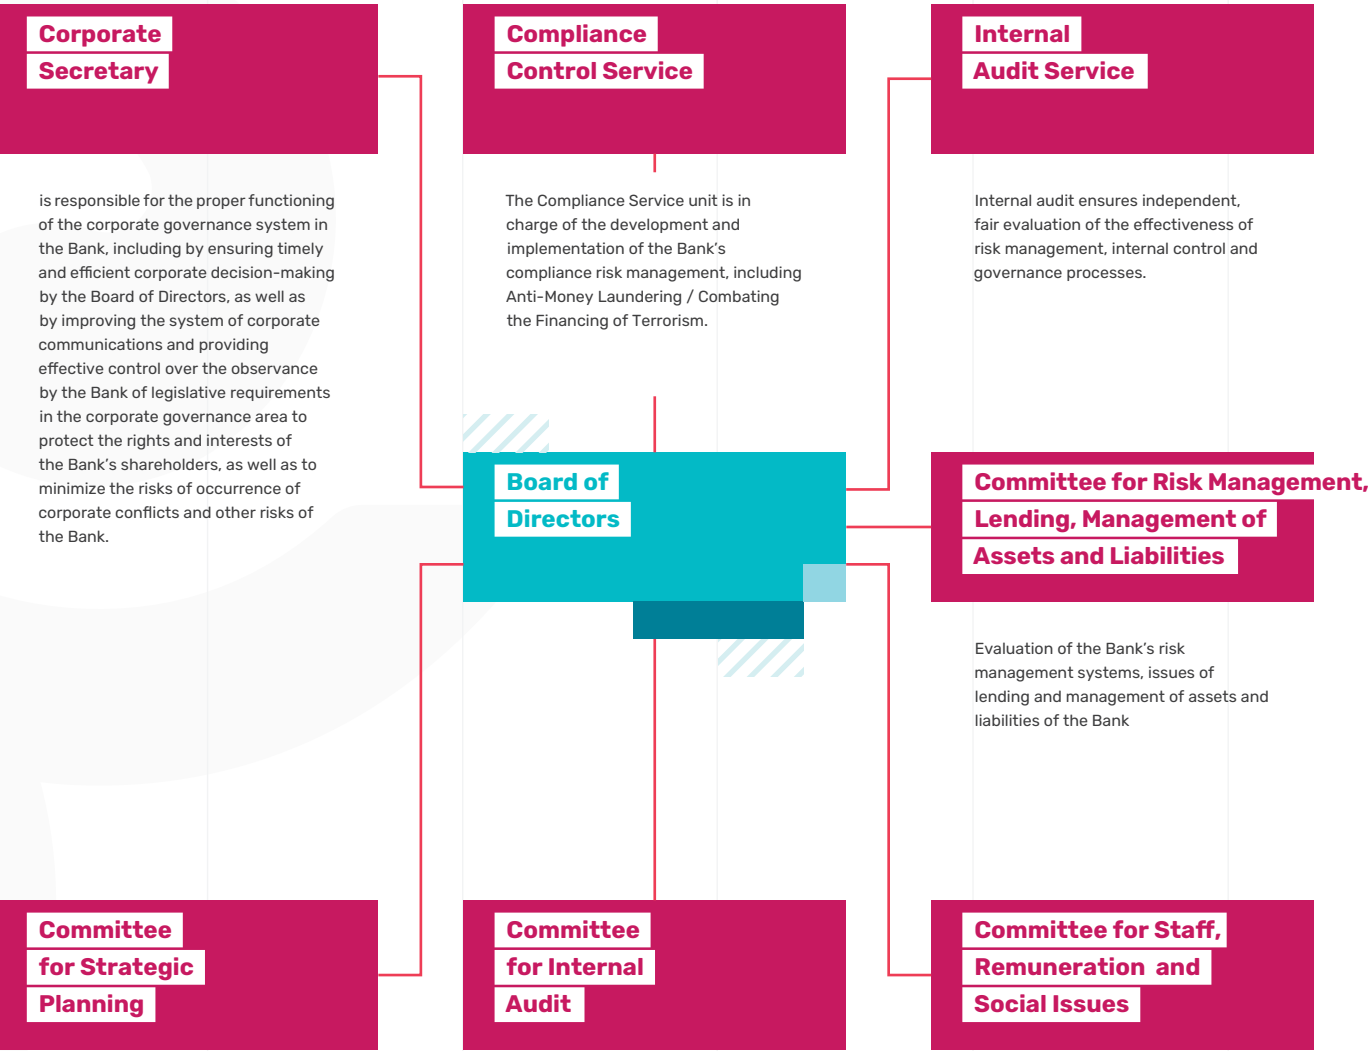 Corporate
Secretary
is responsible for the proper functioning
of the corporate governance system in
the Bank, including by ensuring timely
and efficient corporate decision-making
by the Board of Directors, as well as
by improving the system of corporate
communications and providing
effective control over the observance
by the Bank of legislative requirements
in the corporate governance area to
protect the rights and interests of
the Bank's shareholders, as well as to
minimize the risks of occurrence of
corporate conflicts and other risks of
the Bank.
Compliance
Control Service
The Compliance Service unit is in
charge of the development and
implementation of the Bank's
compliance risk management, including
Anti-Money Laundering / Combating
the Financing of Terrorism.
Internal
Audit Service
Internal audit ensures independent,
fair evaluation of the effectiveness of
risk management, internal control and
governance processes.
Board of
Directors
Committee for Risk Management,
Lending, Management of
Assets and Liabilities
Evaluation of the Bank's risk
management systems, issues of
lending and management of assets and
liabilities of the Bank
Committee
for Strategic
Planning
Committee
for Internal
Audit
Committee for Staff,
Remuneration and
Social Issues